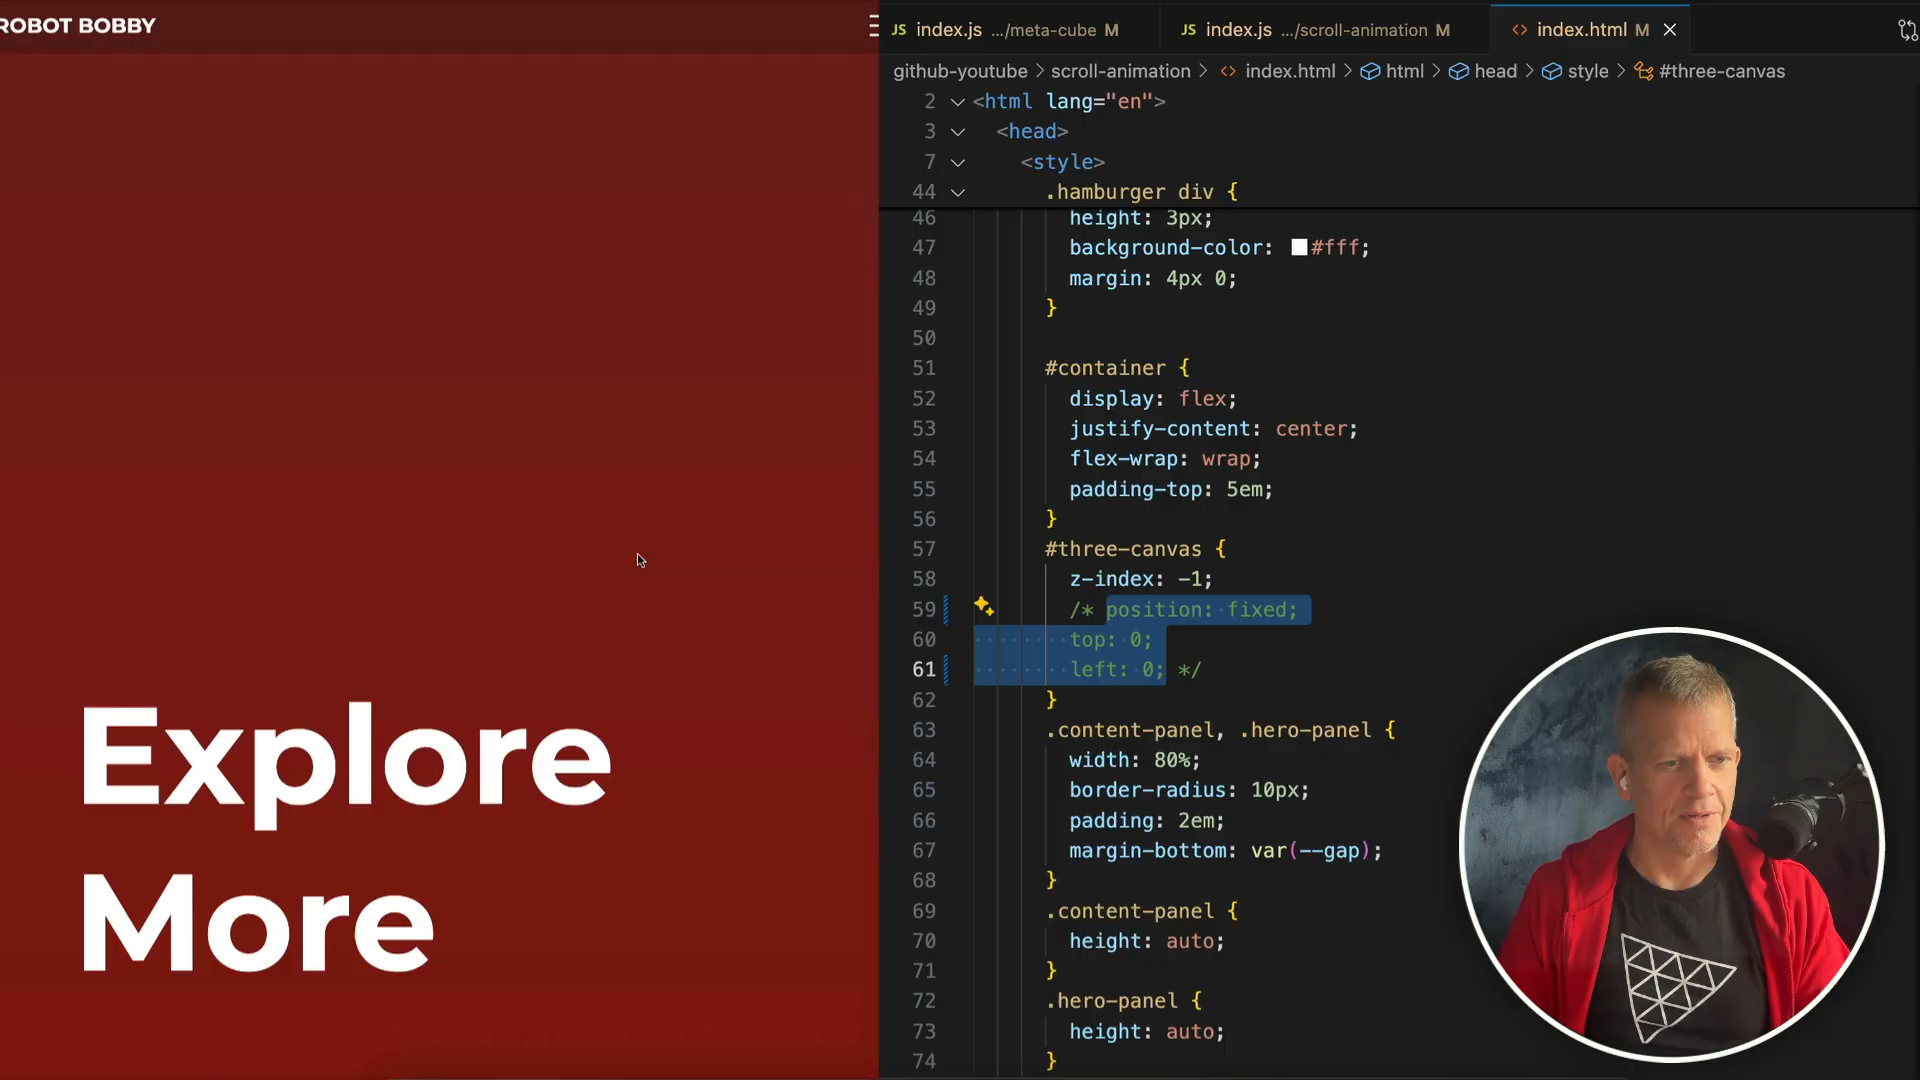 ROBOT BOBBY
Explore
More
JS index.js .../meta-cube M
JS index.js .../scroll-animation M
<> index.html M
github-youtube > scroll-animation > <> index.html > html > head > style > #three-canvas
2 <html lang="en">
3 <head>
7 <style>
44 .hamburger div {
46 height: 3px;
47 background-color: #fff;
48 margin: 4px 0;
49 }
50
51 #container {
52 display: flex;
53 justify-content: center;
54 flex-wrap: wrap;
55 padding-top: 5em;
56 }
57 #three-canvas {
58 z-index: -1;
59 /* position: fixed;
60 top: 0;
61 left: 0; */
62 }
63 .content-panel, .hero-panel {
64 width: 80%;
65 border-radius: 10px;
66 padding: 2em;
67 margin-bottom: var(--gap);
68 }
69 .content-panel {
70 height: auto;
71 }
72 .hero-panel {
73 height: auto;
74 }